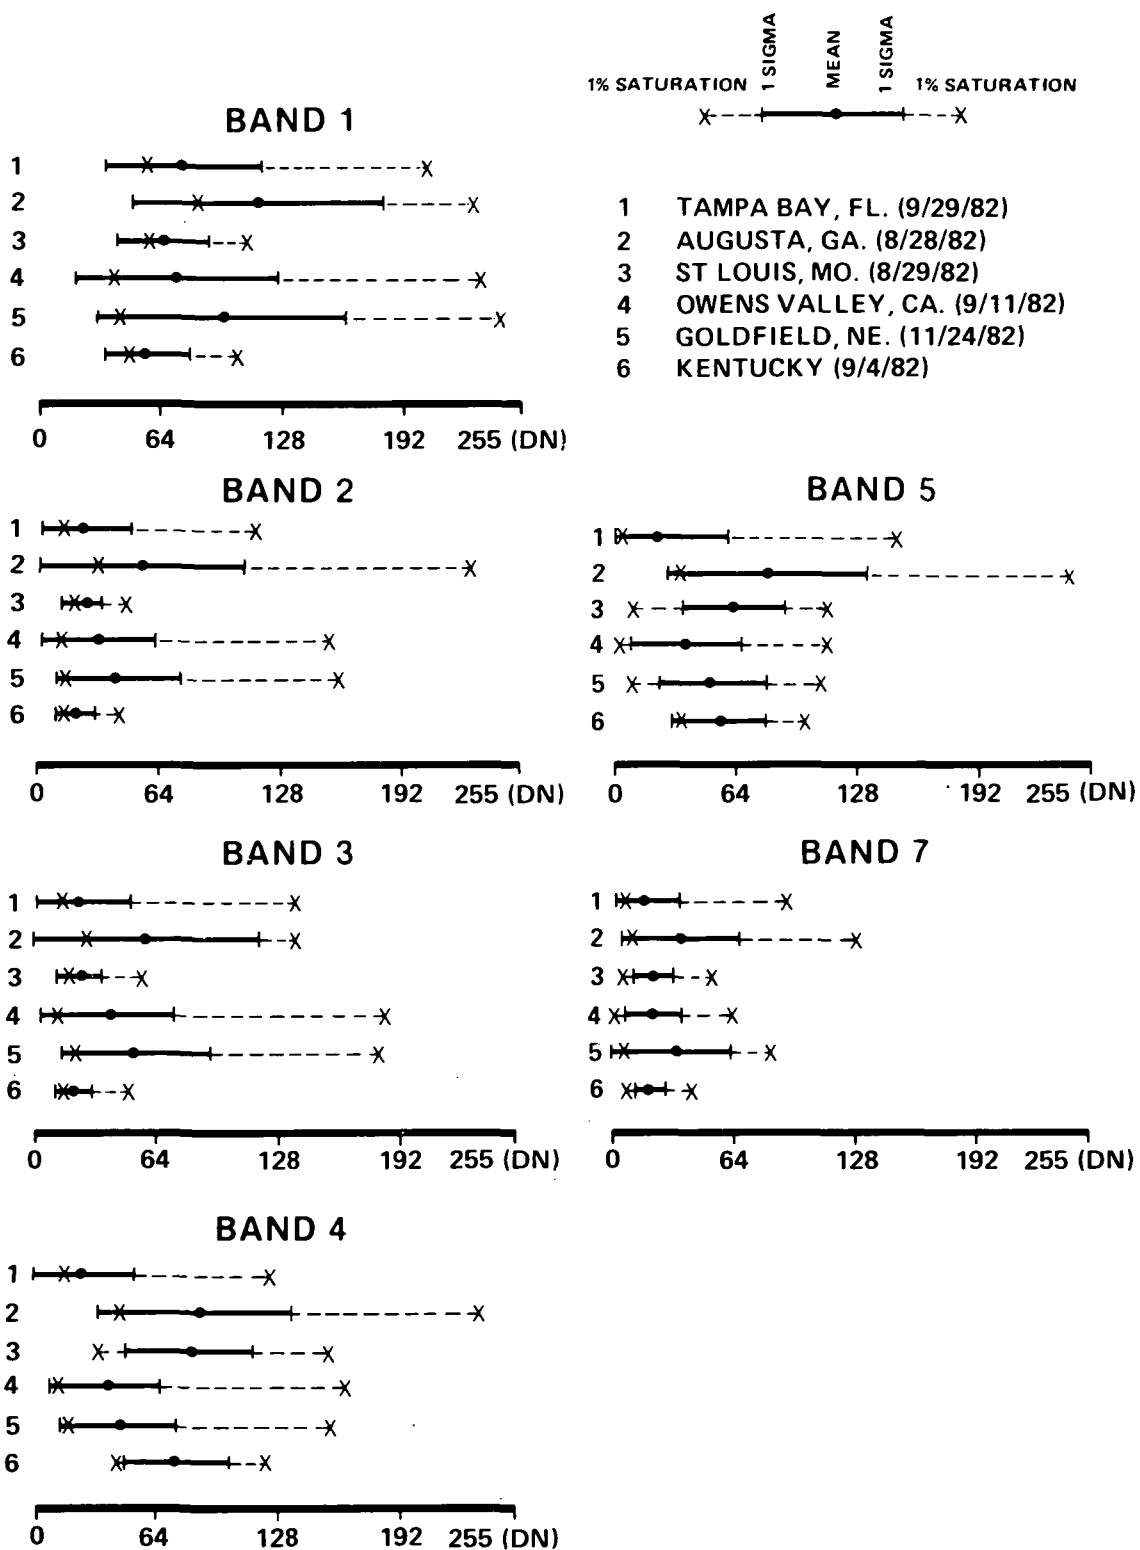 1 SIGMA
MEAN
1 SIGMA
1% SATURATION
1% SATURATION
BAND 1
1
2
3
4
5
6
0 64 128 192 255 (DN)
1 TAMPA BAY, FL. (9/29/82)
2 AUGUSTA, GA. (8/28/82)
3 ST LOUIS, MO. (8/29/82)
4 OWENS VALLEY, CA. (9/11/82)
5 GOLDFIELD, NE. (11/24/82)
6 KENTUCKY (9/4/82)
BAND 2
1
2
3
4
5
6
0 64 128 192 255 (DN)
BAND 5
1
2
3
4
5
6
0 64 128 192 255 (DN)
BAND 3
1
2
3
4
5
6
0 64 128 192 255 (DN)
BAND 7
1
2
3
4
5
6
0 64 128 192 255 (DN)
BAND 4
1
2
3
4
5
6
0 64 128 192 255 (DN)